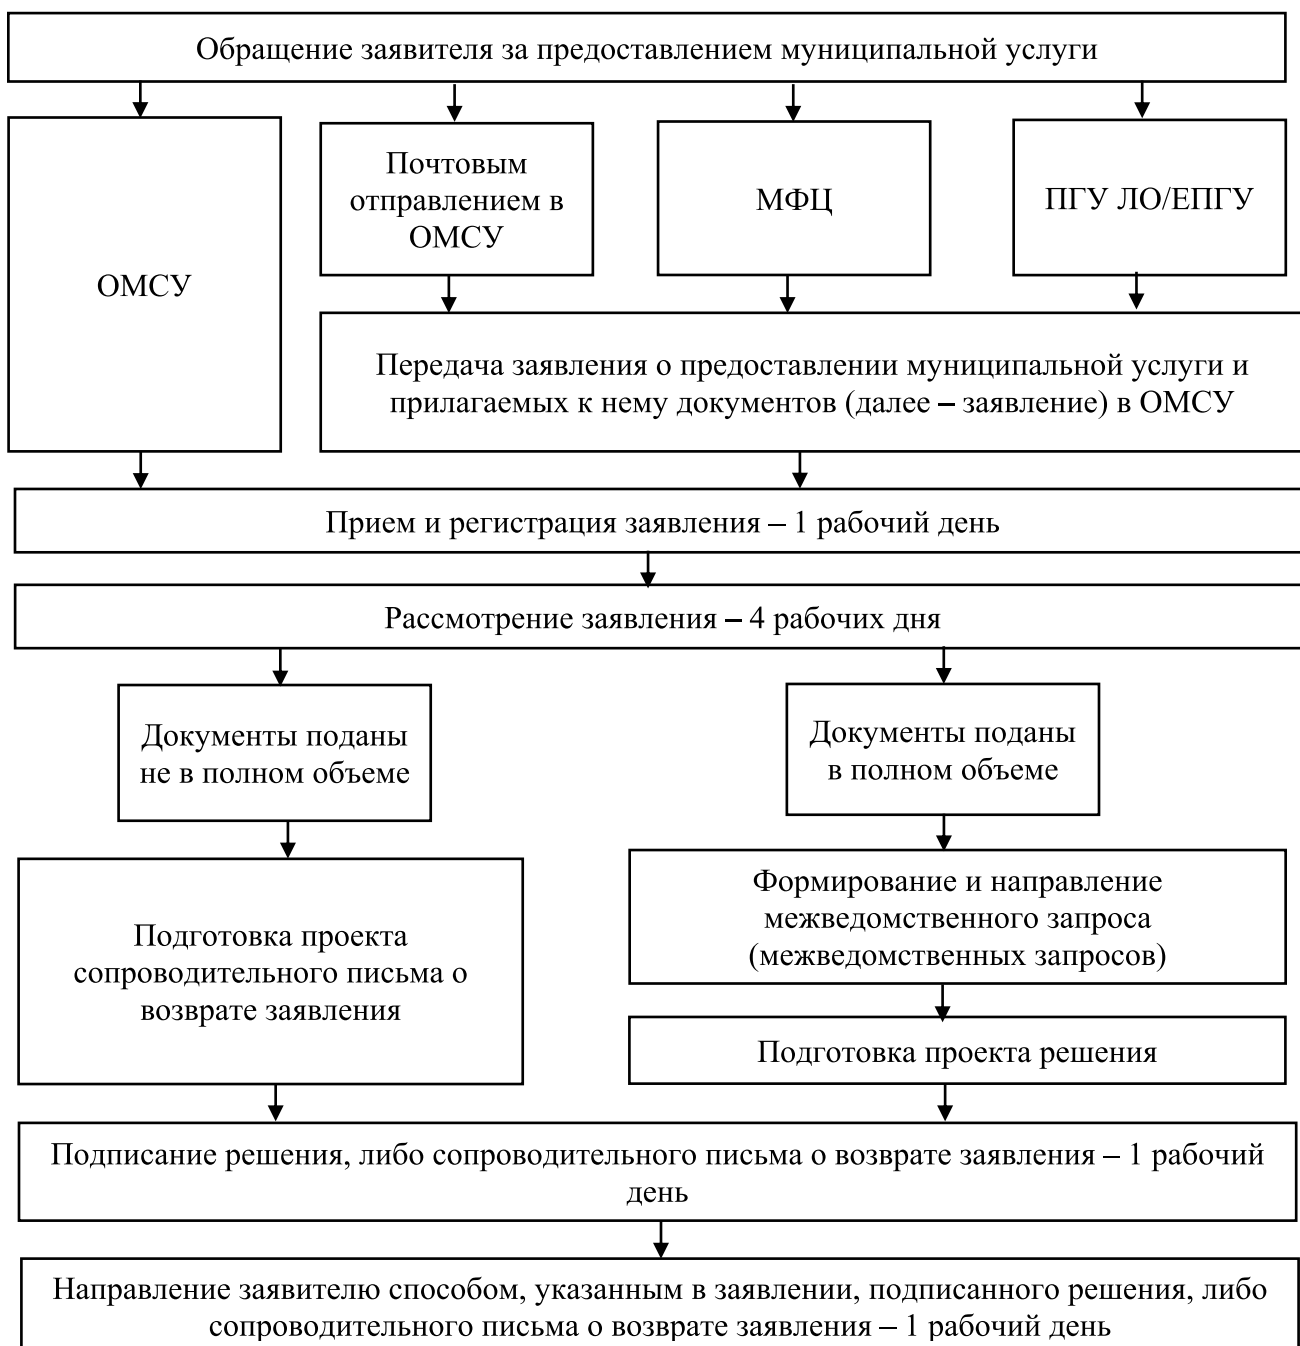 Обращение заявителя за предоставлением муниципальной услуги
ОМСУ
Почтовым
отправлением в
ОМСУ
МФЦ
ПГУ ЛО/ЕПГУ
Передача заявления о предоставлении муниципальной услуги и
прилагаемых к нему документов (далее – заявление) в ОМСУ
Прием и регистрация заявления – 1 рабочий день
Рассмотрение заявления – 4 рабочих дня
Документы поданы
не в полном объеме
Документы поданы
в полном объеме
Подготовка проекта
сопроводительного письма о
возврате заявления
Формирование и направление
межведомственного запроса
(межведомственных запросов)
Подготовка проекта решения
Подписание решения, либо сопроводительного письма о возврате заявления – 1 рабочий
день
Направление заявителю способом, указанным в заявлении, подписанного решения, либо
сопроводительного письма о возврате заявления – 1 рабочий день